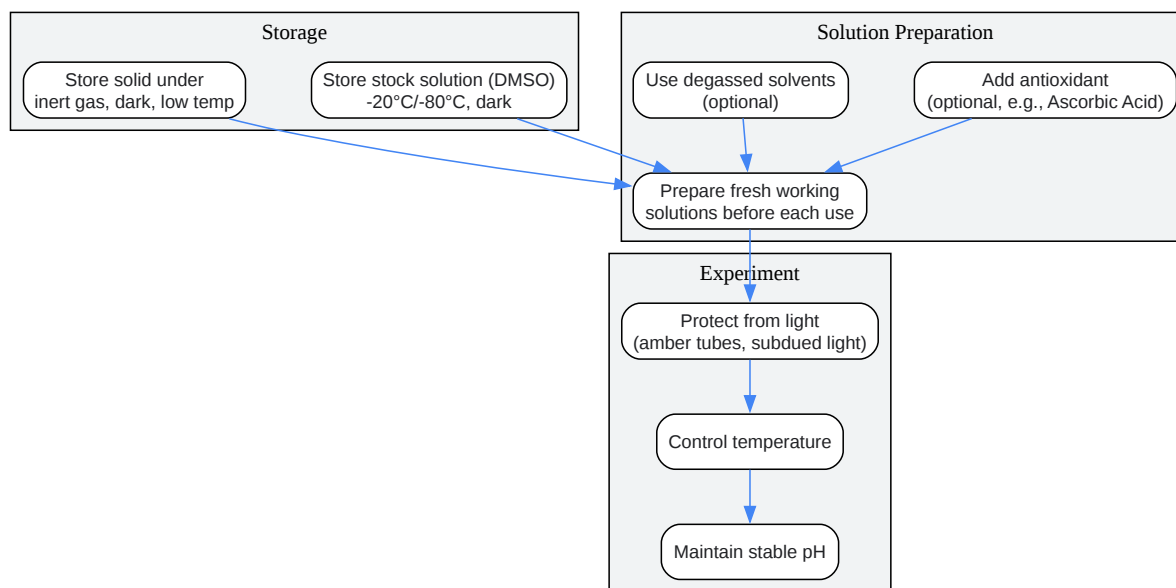 Storage
Store solid under
inert gas, dark, low temp
Store stock solution (DMSO)
-20°C/-80°C, dark
Solution Preparation
Use degassed solvents
(optional)
Add antioxidant
(optional, e.g., Ascorbic Acid)
Prepare fresh working
solutions before each use
Experiment
Protect from light
(amber tubes, subdued light)
Control temperature
Maintain stable pH